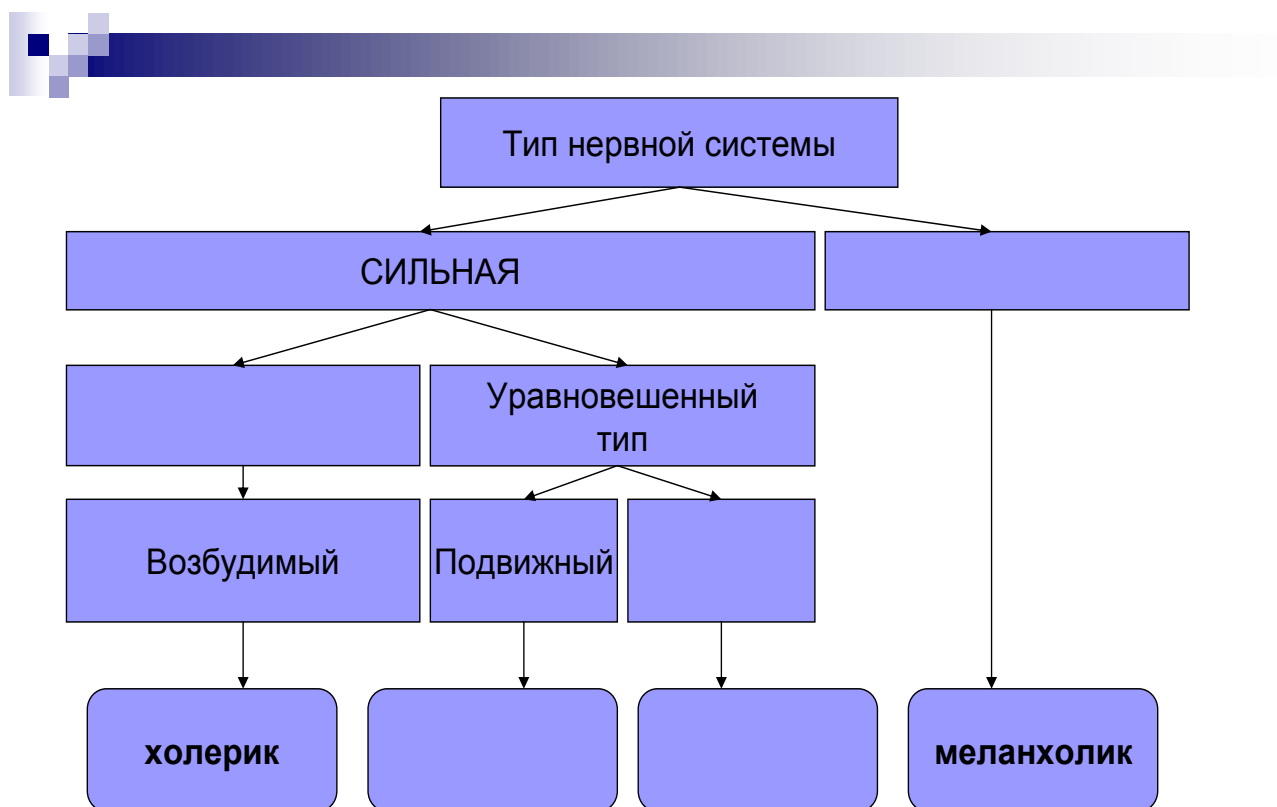 Тип нервной системы
СИЛЬНАЯ
Уравновешенный
тип
Возбудимый
Подвижный
холерик
меланхолик